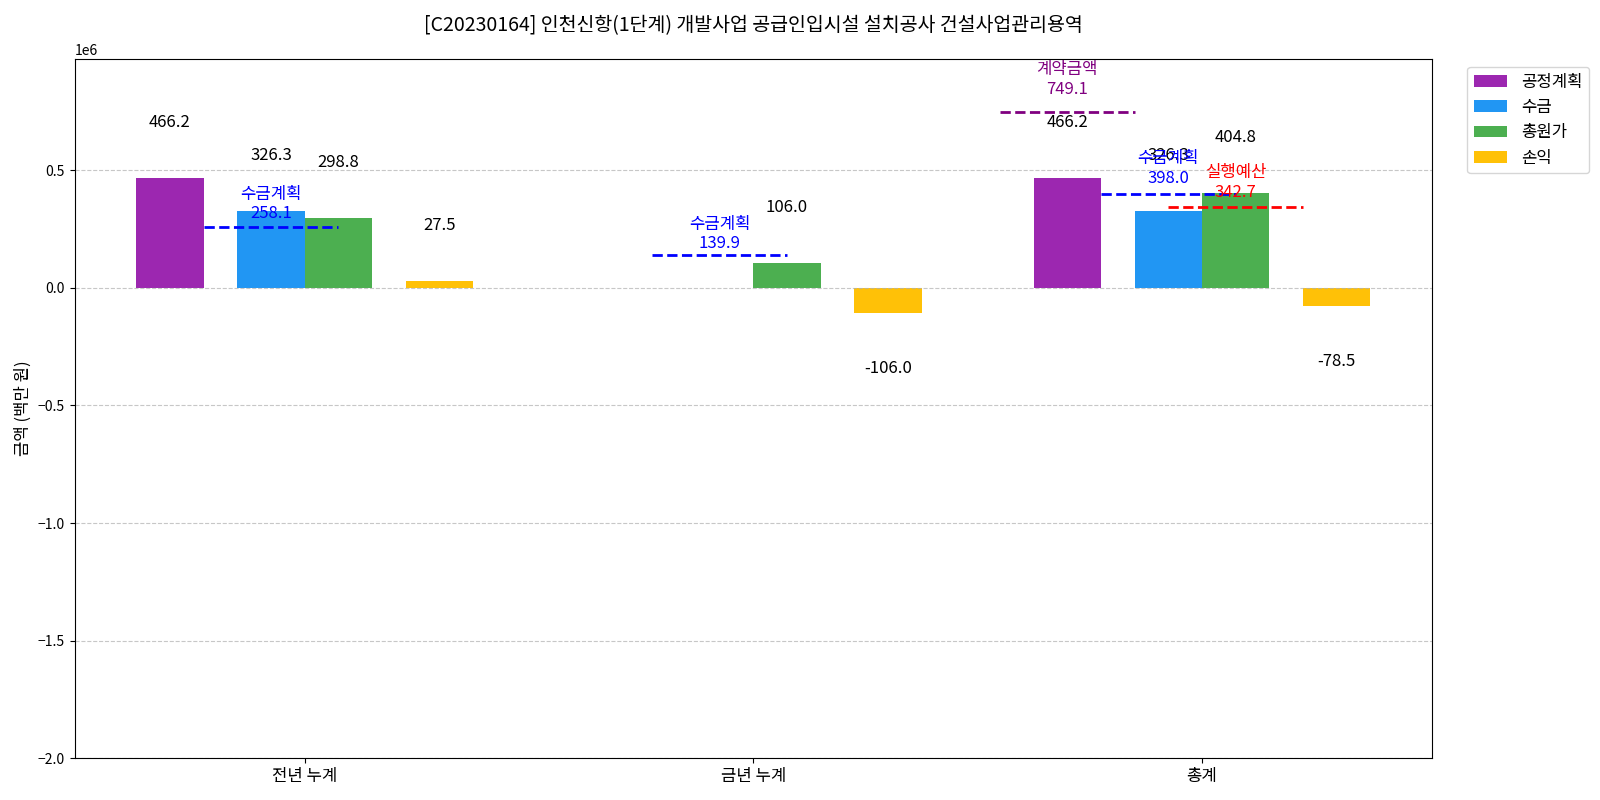 [C20230164] 인천신항(1단계) 개발사업 공급인입시설 설치공사 건설사업관리용역
1e6
금액 (백만 원)
0.5
0.0
−0.5
−1.0
−1.5
−2.0
466.2
326.3
298.8
수금계획
258.1
27.5
수금계획
139.9
106.0
-106.0
계약금액
749.1
466.2
326.3
수금계획
398.0
404.8
실행예산
342.7
-78.5
전년 누계
금년 누계
총계
공정계획
수금
총원가
손익